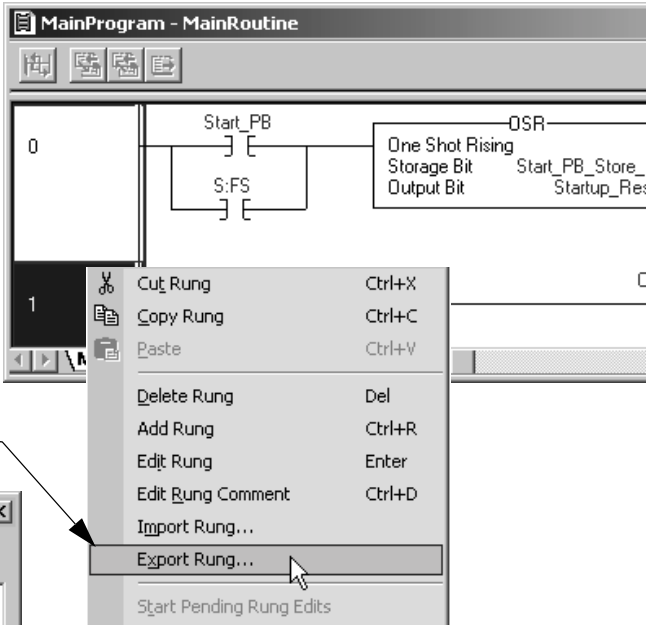 MainProgram - MainRoutine
0
Start_PB
S:FS
OSR
One Shot Rising
Storage Bit Start_PB_Store_
Output Bit Startup_Res
1
Cut Rung Ctrl+X
Copy Rung Ctrl+C
Paste Ctrl+V
Delete Rung Del
Add Rung Ctrl+R
Edit Rung Enter
Edit Rung Comment Ctrl+D
Import Rung...
Export Rung...
Start Pending Rung Edits